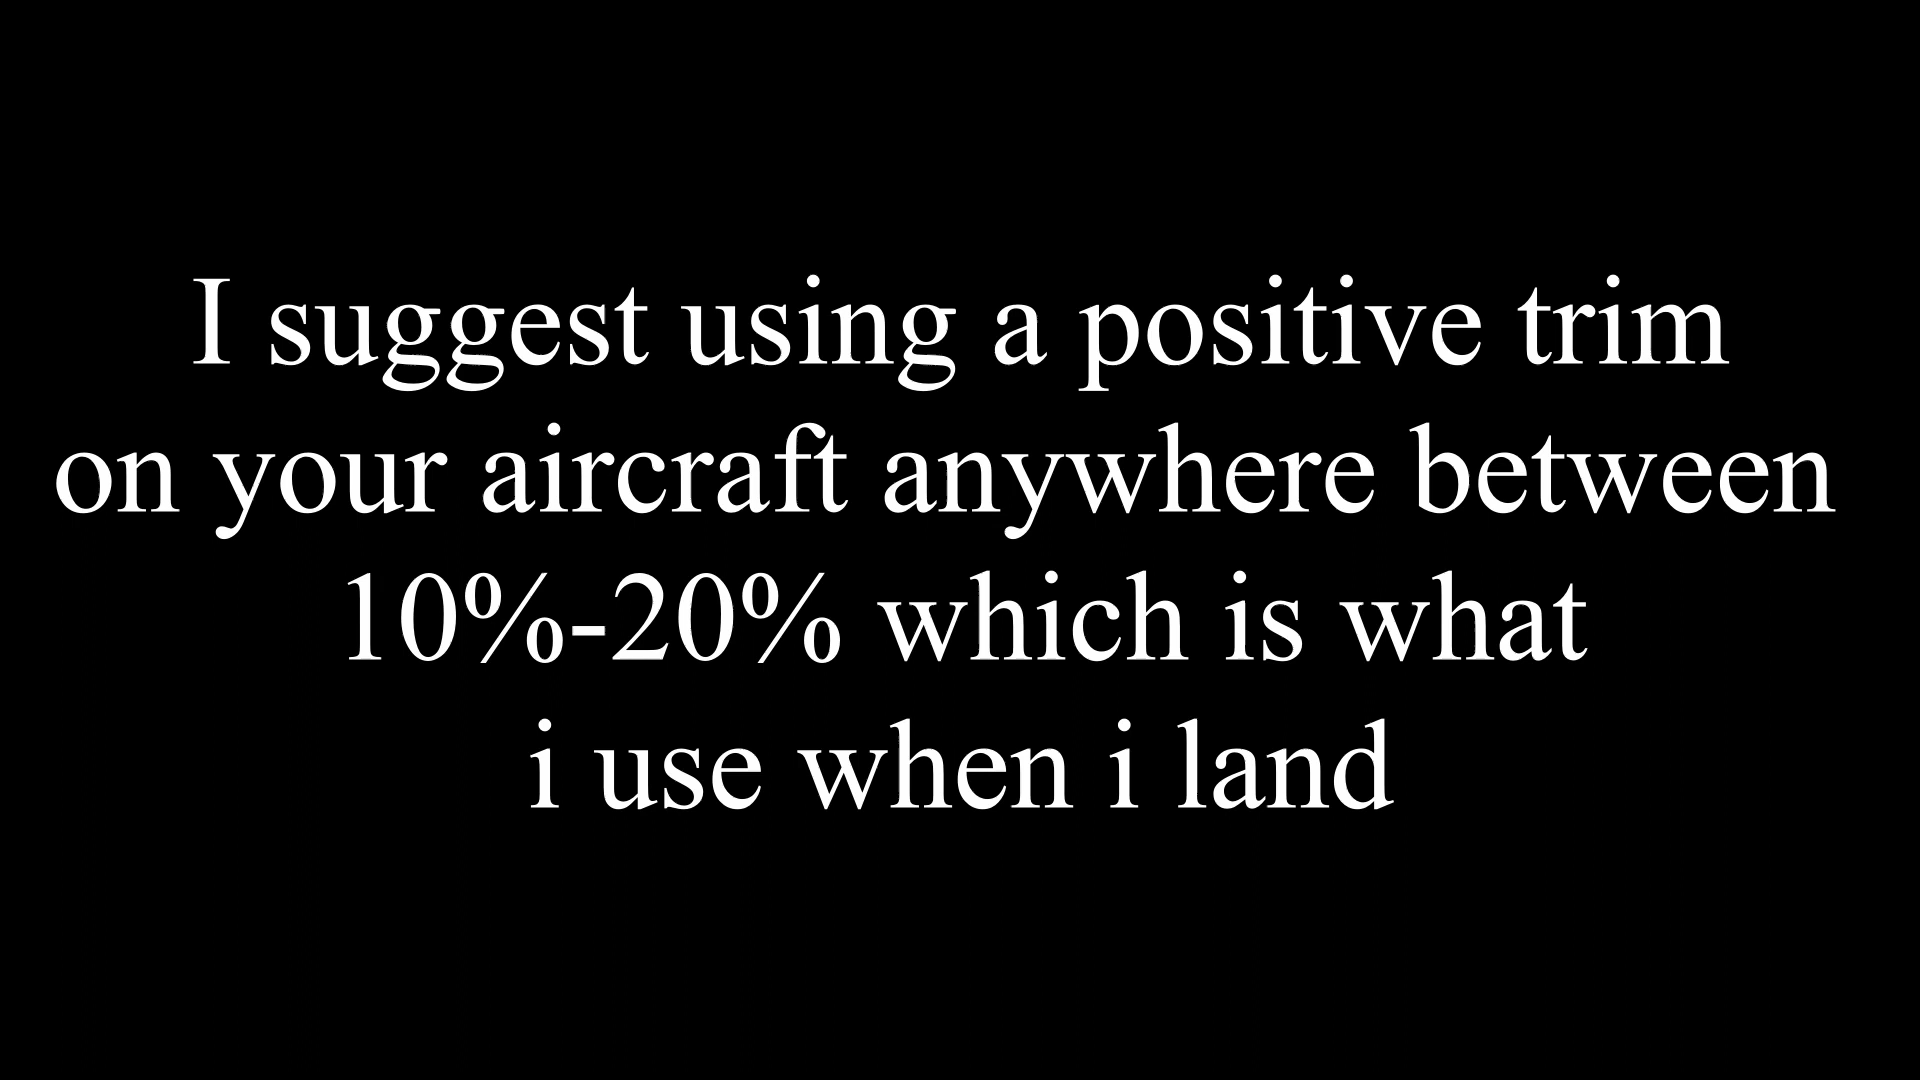 I suggest using a positive trim
on your aircraft anywhere between
10%-20% which is what
i use when i land